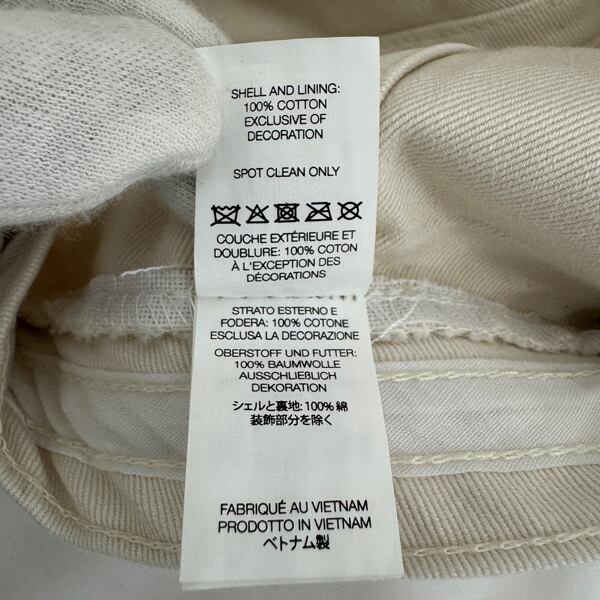 SHELL AND LINING:
100% COTTON
EXCLUSIVE OF
DECORATION
SPOT CLEAN ONLY
COUCHE EXTÉRIEURE ET
DOUBLURE: 100% COTON
À L'EXCEPTION DES
DÉCORATIONS
STRATO ESTERNO E
FODERA: 100% COTONE
ESCLUSA LA DECORAZIONE
OBERSTOFF UND FUTTER:
100% BAUMWOLLE
AUSSCHLIEßLICH
DEKORATION
シェルと裏地:100% 綿
装飾部分を除く
FABRIQUÉ AU VIETNAM
PRODOTTO IN VIETNAM
ベトナム製